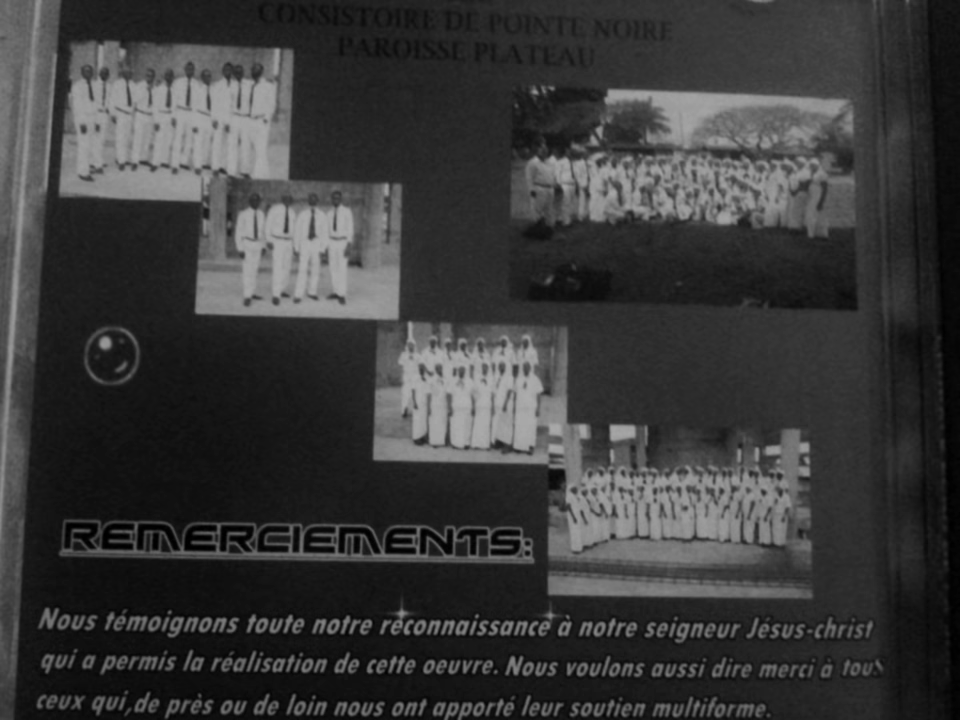 CONSISTOIRE DE POINTE NOIRE
PAROISSE PLATEAU
REMERCIEMENTS:
Nous témoignons toute notre réconnaissance à notre seigneur Jésus-christ
qui a permis la réalisation de cette oeuvre. Nous voulons aussi dire merci à tous
ceux qui,de près ou de loin nous ont apporté leur soutien multiforme.